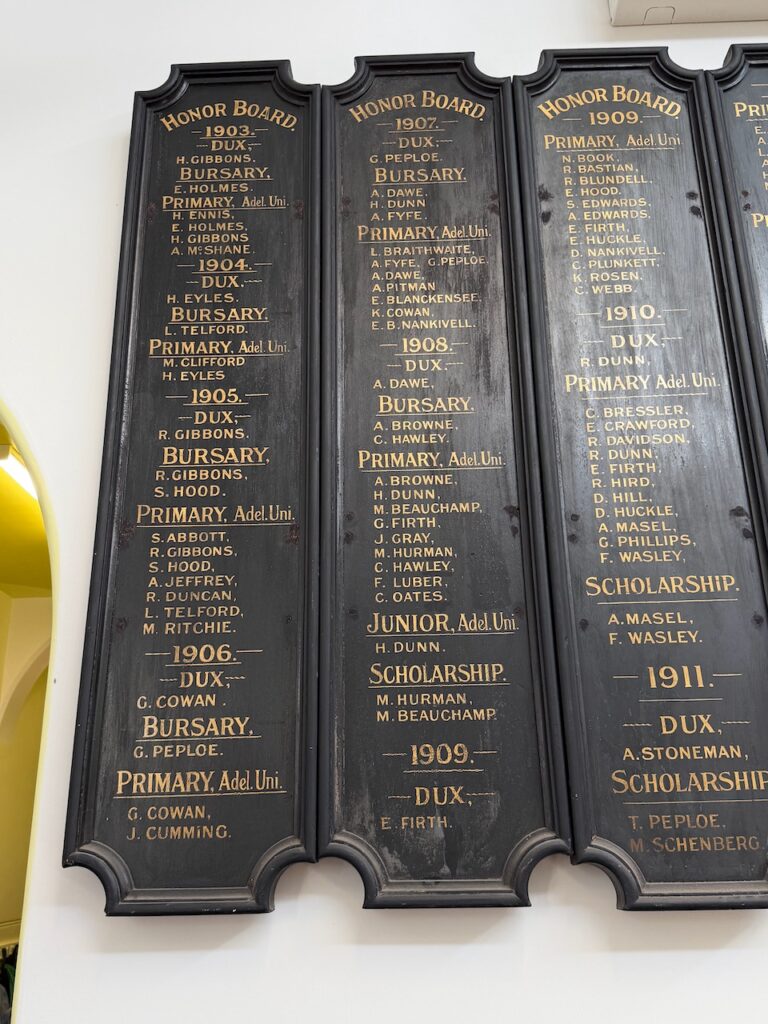 HONOR BOARD.
1903.
DUX,
H. GIBBONS.
BURSARY,
E. HOLMES.
PRIMARY, Adel. Uni.
H. ENNIS,
E. HOLMES,
H. GIBBONS
A. McSHANE.
1904.
DUX.
H. EYLES.
BURSARY.
L. TELFORD.
PRIMARY, Adel. Uni.
M. CLIFFORD
H. EYLES
1905.
DUX,
R. GIBBONS.
BURSARY,
R. GIBBONS,
S. HOOD.
PRIMARY, Adel. Uni.
S. ABBOTT,
R. GIBBONS,
S. HOOD,
A. JEFFREY,
R. DUNCAN,
L. TELFORD,
M. RITCHIE.
1906.
DUX,
G. COWAN.
BURSARY,
G. PEPLOE.
PRIMARY, Adel. Uni.
G. COWAN,
J. CUMMING.
HONOR BOARD.
1907.
DUX,
G. PEPLOE.
BURSARY.
A. DAWE,
H. DUNN
A. FYFE.
PRIMARY, Adel. Uni.
L. BRAITHWAITE,
A. FYFE, G. PEPLOE.
A. DAWE,
A. PITMAN
E. BLANCKENSEE.
K. COWAN,
E. B. NANKIVELL.
1908.
DUX,
A. DAWE,
BURSARY.
A. BROWNE,
C. HAWLEY.
PRIMARY, Adel. Uni.
A. BROWNE,
H. DUNN,
M. BEAUCHAMP,
G. FIRTH,
J. GRAY,
M. HURMAN,
C. HAWLEY,
F. LUBER,
C. OATES.
JUNIOR, Adel. Uni.
H. DUNN.
SCHOLARSHIP.
M. HURMAN,
M. BEAUCHAMP.
1909.
DUX,
E. FIRTH.
HONOR BOARD.
1909.
PRIMARY, Adel. Uni.
N. BOOK,
R. BASTIAN,
R. BLUNDELL,
E. HOOD,
S. EDWARDS,
A. EDWARDS,
E. FIRTH,
E. HUCKLE,
D. NANKIVELL,
C. PLUNKETT,
K. ROSEN,
C. WEBB.
1910.
DUX,
R. DUNN,
PRIMARY Adel. Uni.
C. BRESSLER,
E. CRAWFORD,
R. DAVIDSON,
R. DUNN,
E. FIRTH,
R. HIRD,
D. HILL,
D. HUCKLE,
A. MASEL,
G. PHILLIPS,
F. WASLEY,
SCHOLARSHIP.
A. MASEL,
F. WASLEY.
1911.
DUX,
A. STONEMAN,
SCHOLARSHIP
T. PEPLOE,
M. SCHENBERG.